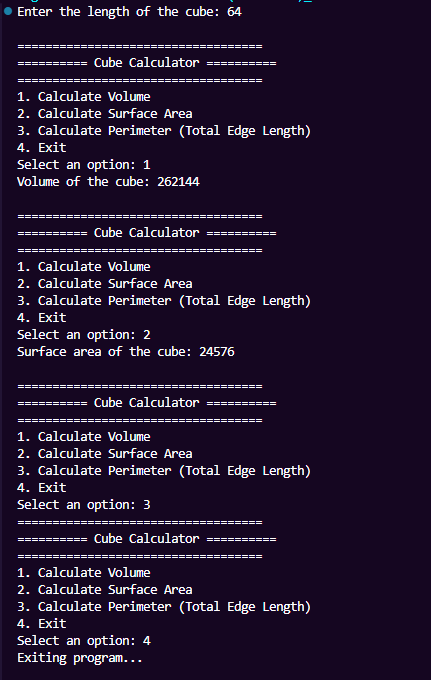 Enter the length of the cube: 64
===================================
========== Cube Calculator ==========
===================================
1. Calculate Volume
2. Calculate Surface Area
3. Calculate Perimeter (Total Edge Length)
4. Exit
Select an option: 1
Volume of the cube: 262144
===================================
========== Cube Calculator ==========
===================================
1. Calculate Volume
2. Calculate Surface Area
3. Calculate Perimeter (Total Edge Length)
4. Exit
Select an option: 2
Surface area of the cube: 24576
===================================
========== Cube Calculator ==========
===================================
1. Calculate Volume
2. Calculate Surface Area
3. Calculate Perimeter (Total Edge Length)
4. Exit
Select an option: 3
===================================
========== Cube Calculator ==========
===================================
1. Calculate Volume
2. Calculate Surface Area
3. Calculate Perimeter (Total Edge Length)
4. Exit
Select an option: 4
Exiting program...